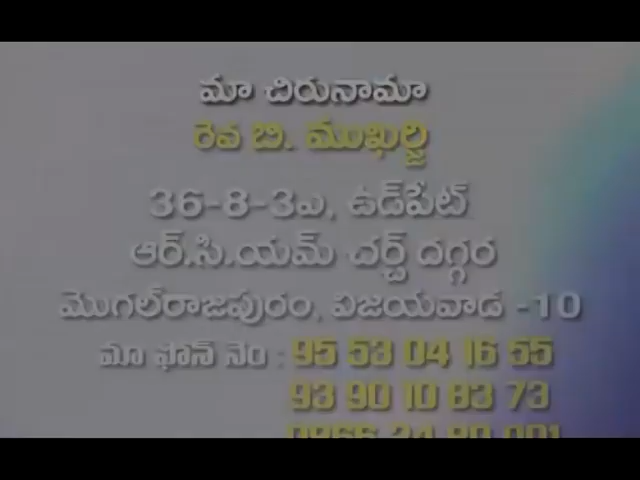 మా చిరునామా
రెవ బి. ముఖర్జి
36-8-3ఎ, ఉడ్‌పేట్
ఆర్.సి.యమ్ చర్చ్ దగ్గర
మొగల్‌రాజపురం, విజయవాడ -10
మా ఫోన్ నెం : 95 53 04 16 55
93 90 10 83 73